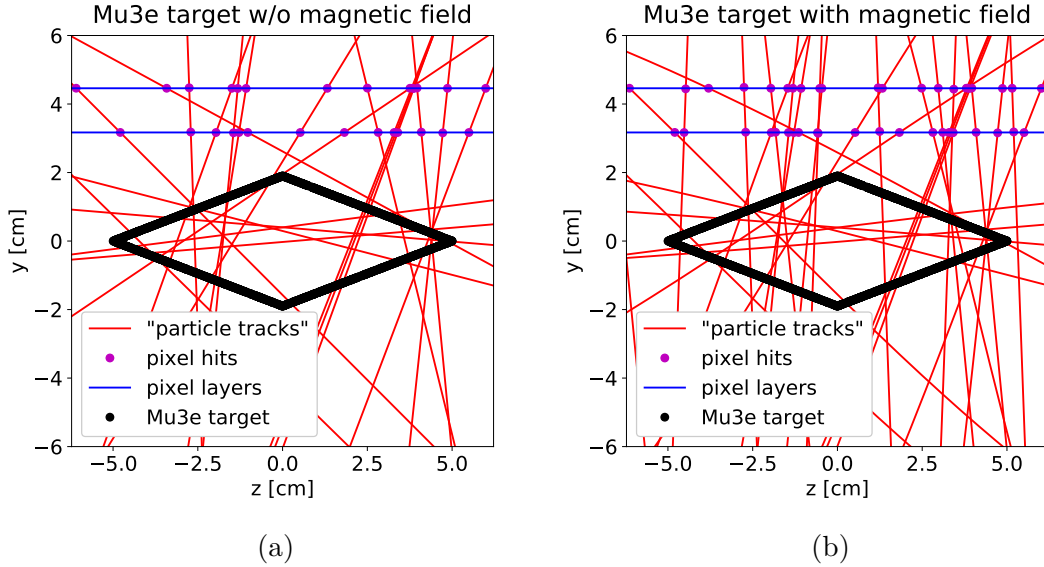 Mu3e target w/o magnetic field
6
4
2
0
−2
−4
−6
y [cm]
"particle tracks"
pixel hits
pixel layers
Mu3e target
−5.0 −2.5 0.0 2.5 5.0
z [cm]
(a)
Mu3e target with magnetic field
6
4
2
0
−2
−4
−6
y [cm]
"particle tracks"
pixel hits
pixel layers
Mu3e target
−5.0 −2.5 0.0 2.5 5.0
z [cm]
(b)